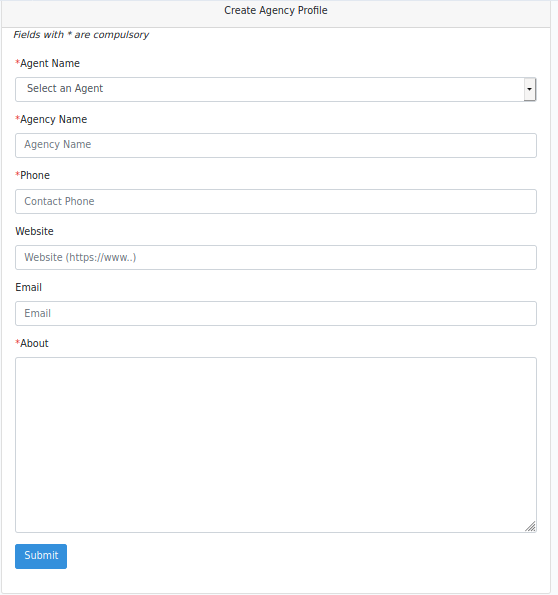 Create Agency Profile
Fields with * are compulsory
*Agent Name
Select an Agent
*Agency Name
Agency Name
*Phone
Contact Phone
Website
Website (https://www..)
Email
Email
*About
Submit